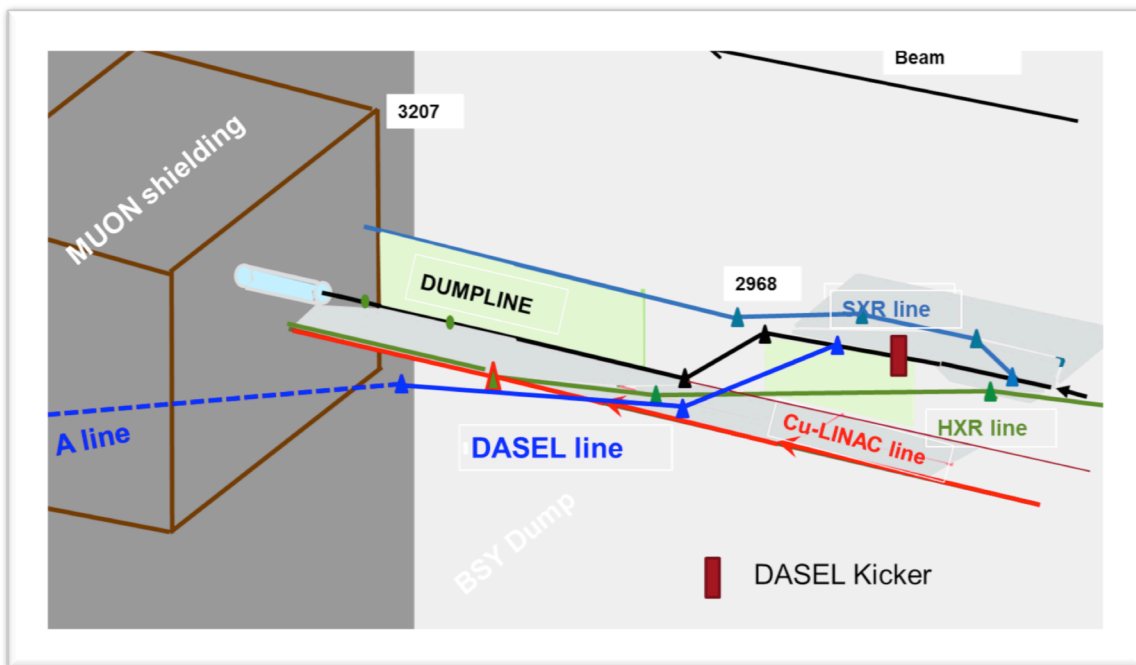 Beam
3207
MUON shielding
DUMPLINE
2968
SXR line
A line
DASEL line
Cu-LINAC line
HXR line
BSY Dump
DASEL Kicker